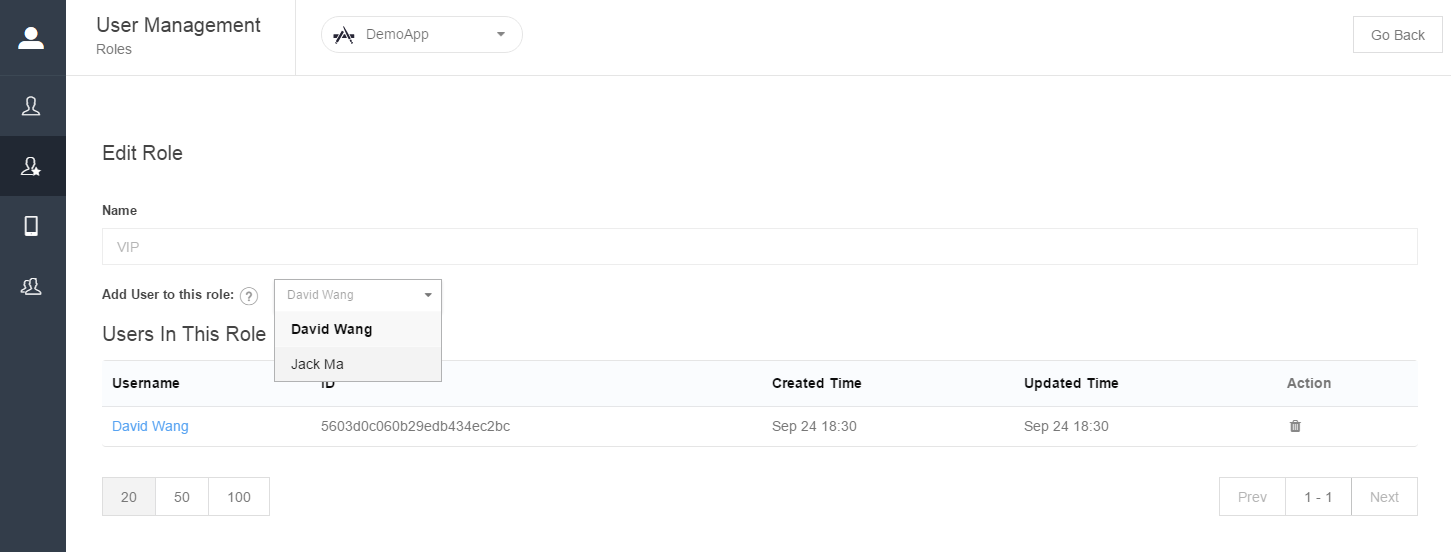 User Management
Roles
DemoApp
Go Back
Edit Role
Name
VIP
Add User to this role: ?
David Wang
David Wang
Jack Ma
Users In This Role
Username ID Created Time Updated Time Action
David Wang 5603d0c060b29edb434ec2bc Sep 24 18:30 Sep 24 18:30
20 50 100 Prev 1 - 1 Next